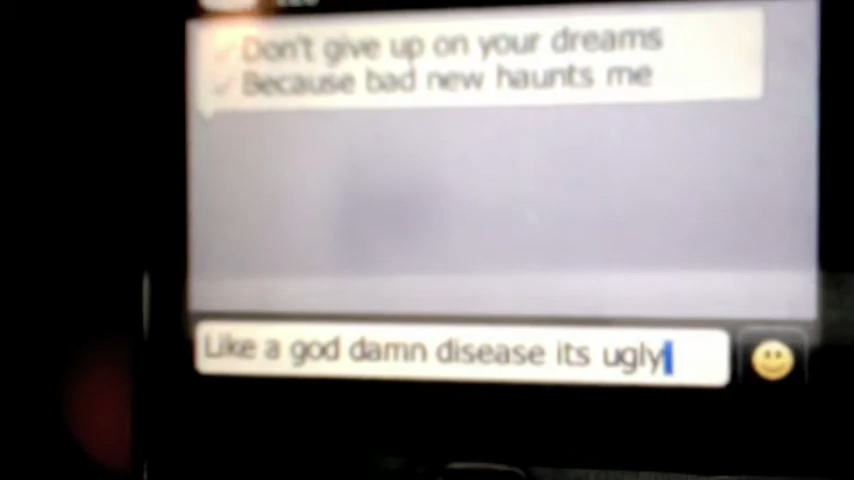 Don't give up on your dreams
Because bad new haunts me
Like a god damn disease its ugly